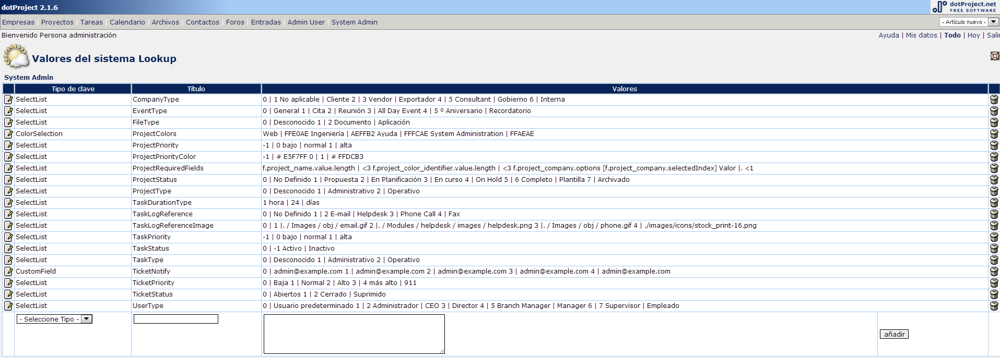 dotProject 2.1.6
dotProject.net
FREE SOFTWARE
Empresas | Proyectos | Tareas | Calendario | Archivos | Contactos | Foros | Entradas | Admin User | System Admin
- Artículo nuevo -
Bienvenido Persona administración
Ayuda | Mis datos | Todo | Hoy | Salir
Valores del sistema Lookup
System Admin
Tipo de clave Título Valores
SelectList CompanyType 0 | 1 No aplicable | Cliente 2 | 3 Vendor | Exportador 4 | 5 Consultant | Gobierno 6 | Interna
SelectList EventType 0 | General 1 | Cita 2 | Reunión 3 | All Day Event 4 | 5 º Aniversario | Recordatorio
SelectList FileType 0 | Desconocido 1 | 2 Documento | Aplicación
ColorSelection ProjectColors Web | FFE0AE Ingeniería | AEFFB2 Ayuda | FFFCAE System Administration | FFAEAE
SelectList ProjectPriority -1 | 0 bajo | normal 1 | alta
SelectList ProjectPriorityColor -1 | # E5F7FF 0 | 1 | # FFDCB3
SelectList ProjectRequiredFields f.project_name.value.length | <3 f.project_color_identifier.value.length | <3 f.project_company.options [f.project_company.selectedIndex] Valor |. <1
SelectList ProjectStatus 0 | No Definido 1 | Propuesta 2 | En Planificación 3 | En curso 4 | On Hold 5 | 6 Completo | Plantilla 7 | Archivado
SelectList ProjectType 0 | Desconocido 1 | Administrativo 2 | Operativo
SelectList TaskDurationType 1 hora | 24 | días
SelectList TaskLogReference 0 | No Definido 1 | 2 E-mail | Helpdesk 3 | Phone Call 4 | Fax
SelectList TaskLogReferenceImage 0 | 1 |. / Images / obj / email.gif 2 |. / Modules / helpdesk / images / helpdesk.png 3 |. / Images / obj / phone.gif 4 | ./images/icons/stock_print-16.png
SelectList TaskPriority -1 | 0 bajo | normal 1 | alta
SelectList TaskStatus 0 | -1 Activo | Inactivo
SelectList TaskType 0 | Desconocido 1 | Administrativo 2 | Operativo
CustomField TicketNotify 0 | admin@example.com 1 | admin@example.com 2 | admin@example.com 3 | admin@example.com 4 | admin@example.com
SelectList TicketPriority 0 | Baja 1 | Normal 2 | Alto 3 | 4 más alto | 911
SelectList TicketStatus 0 | Abiertos 1 | 2 Cerrado | Suprimido
SelectList UserType 0 | Usuario predeterminado 1 | 2 Administrador | CEO 3 | Director 4 | 5 Branch Manager | Manager 6 | 7 Supervisor | Empleado
- Seleccione Tipo -
añadir